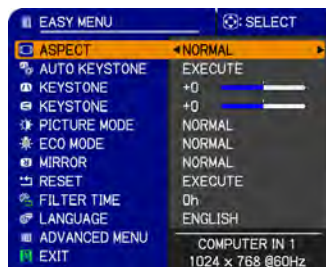 EASY MENU : SELECT
ASPECT NORMAL
AUTO KEYSTONE EXECUTE
KEYSTONE +0
KEYSTONE +0
PICTURE MODE NORMAL
ECO MODE NORMAL
MIRROR NORMAL
RESET EXECUTE
FILTER TIME 0h
LANGUAGE ENGLISH
ADVANCED MENU
EXIT
COMPUTER IN 1
1024 x 768 @60Hz